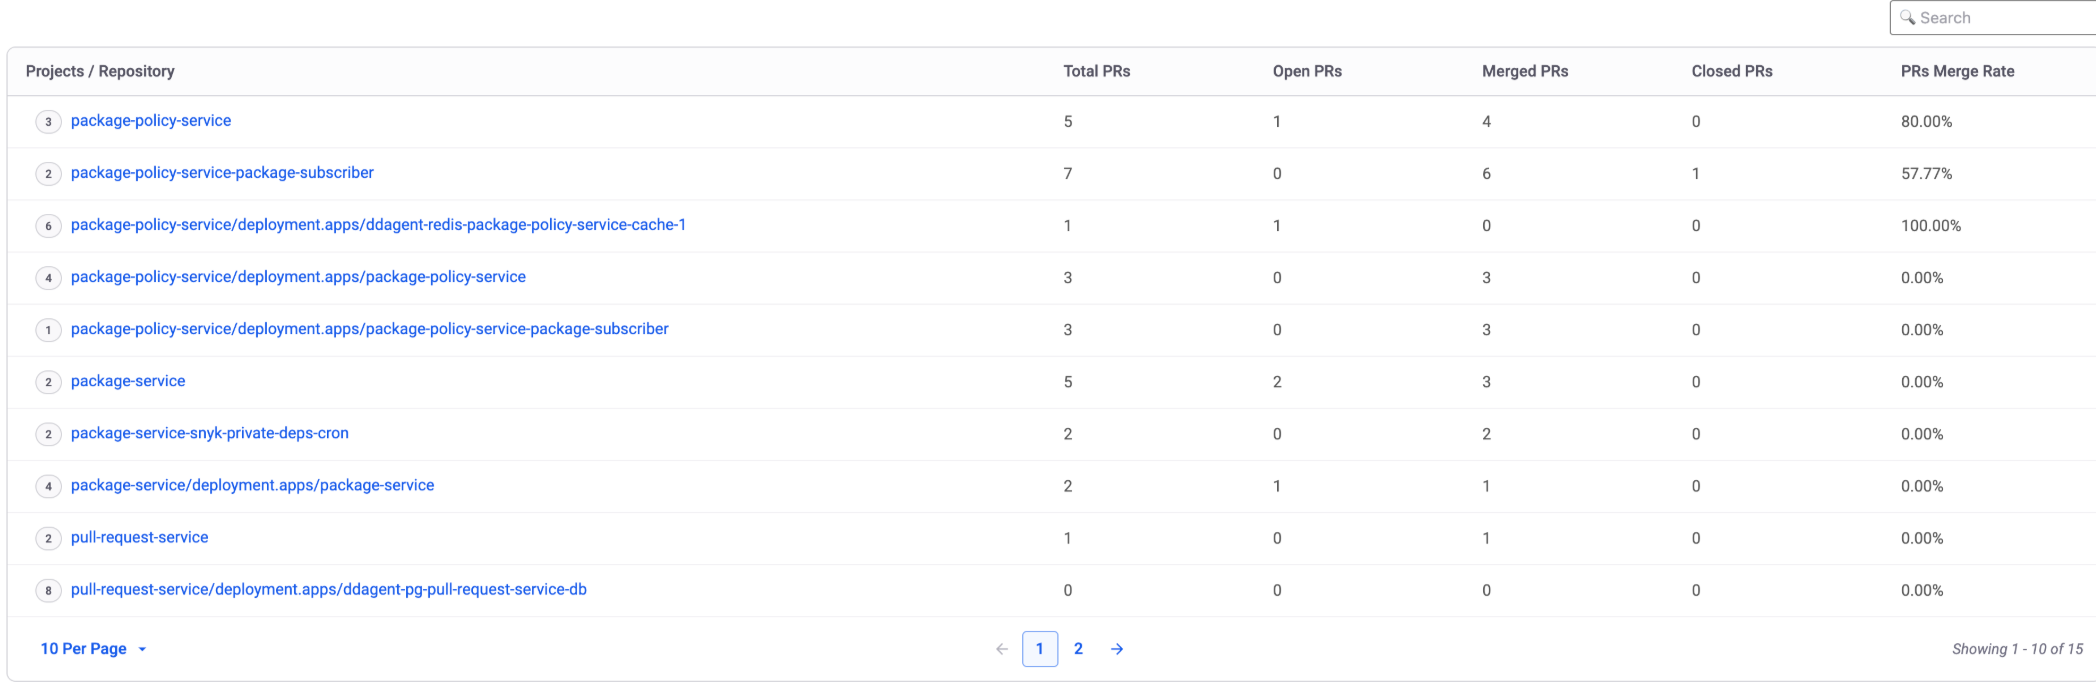 Search
Projects / Repository Total PRs Open PRs Merged PRs Closed PRs PRs Merge Rate
3 package-policy-service 5 1 4 0 80.00%
2 package-policy-service-package-subscriber 7 0 6 1 57.77%
6 package-policy-service/deployment.apps/ddagent-redis-package-policy-service-cache-1 1 1 0 0 100.00%
4 package-policy-service/deployment.apps/package-policy-service 3 0 3 0 0.00%
1 package-policy-service/deployment.apps/package-policy-service-package-subscriber 3 0 3 0 0.00%
2 package-service 5 2 3 0 0.00%
2 package-service-snyk-private-deps-cron 2 0 2 0 0.00%
4 package-service/deployment.apps/package-service 2 1 1 0 0.00%
2 pull-request-service 1 0 1 0 0.00%
8 pull-request-service/deployment.apps/ddagent-pg-pull-request-service-db 0 0 0 0 0.00%
10 Per Page ← 1 2 → Showing 1 - 10 of 15